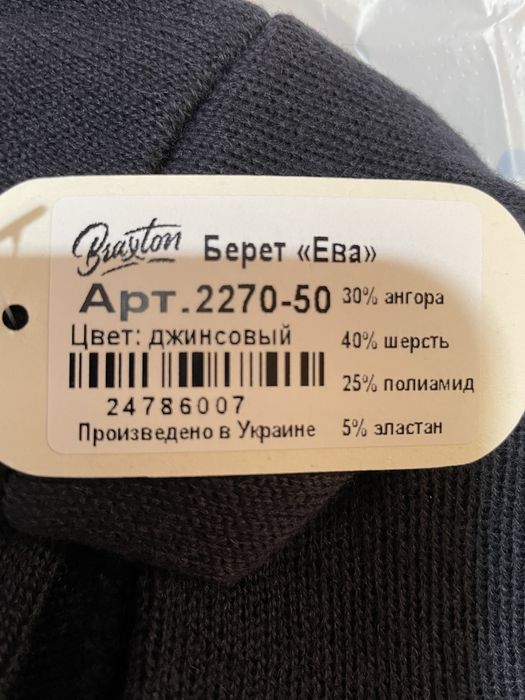 Braxton Берет «Ева»
Арт.2270-50
Цвет: джинсовый
24786007
Произведено в Украине
30% ангора
40% шерсть
25% полиамид
5% эластан